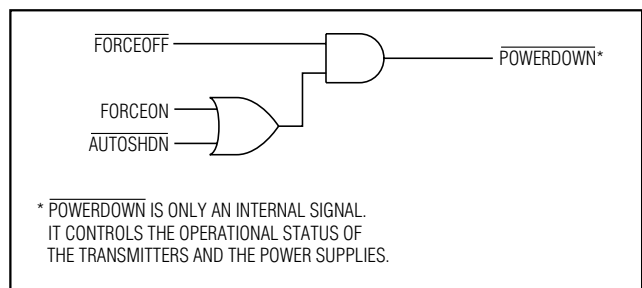 FORCEOFF
POWERDOWN*
FORCEON
AUTOSHDN
* POWERDOWN IS ONLY AN INTERNAL SIGNAL.
IT CONTROLS THE OPERATIONAL STATUS OF
THE TRANSMITTERS AND THE POWER SUPPLIES.